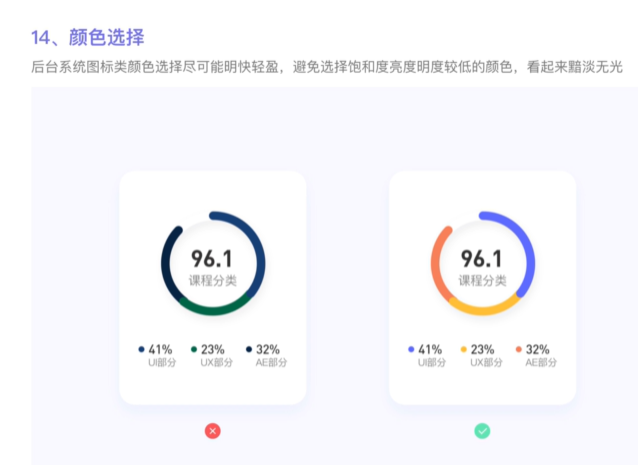 14、颜色选择
后台系统图标类颜色选择尽可能明快轻盈，避免选择饱和度亮度明度较低的颜色，看起来黯淡无光
96.1
课程分类
41% 23% 32%
UI部分 UX部分 AE部分
96.1
课程分类
41% 23% 32%
UI部分 UX部分 AE部分